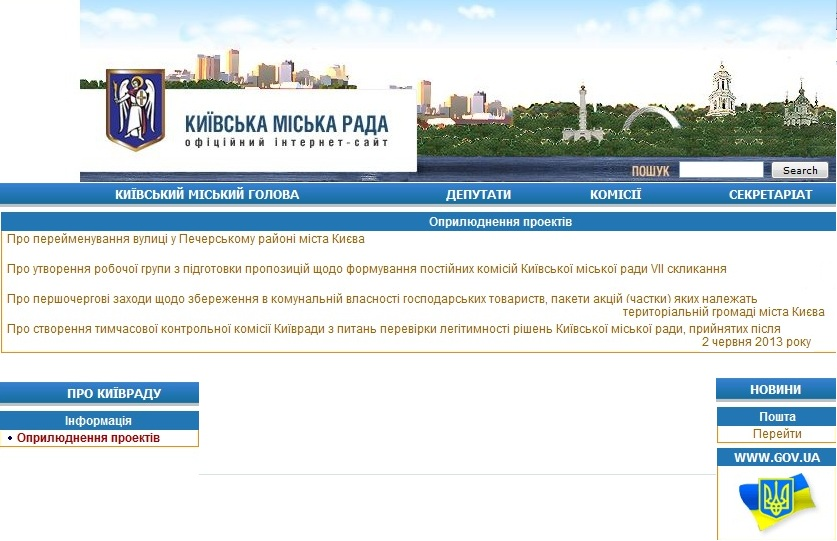 КИЇВСЬКА МІСЬКА РАДА
офіційний інтернет-сайт
ПОШУК
Search
КИЇВСЬКИЙ МІСЬКИЙ ГОЛОВА
ДЕПУТАТИ
КОМІСІЇ
СЕКРЕТАРІАТ
Оприлюднення проектів
Про перейменування вулиці у Печерському районі міста Києва
Про утворення робочої групи з підготовки пропозицій щодо формування постійних комісій Київської міської ради VII скликання
Про першочергові заходи щодо збереження в комунальній власності господарських товариств, пакети акцій (частки) яких належать
територіальній громаді міста Києва
Про створення тимчасової контрольної комісії Київради з питань перевірки легітимності рішень Київської міської ради, прийнятих після
2 червня 2013 року
ПРО КИЇВРАДУ
Інформація
Оприлюднення проектів
НОВИНИ
Пошта
Перейти
WWW.GOV.UA